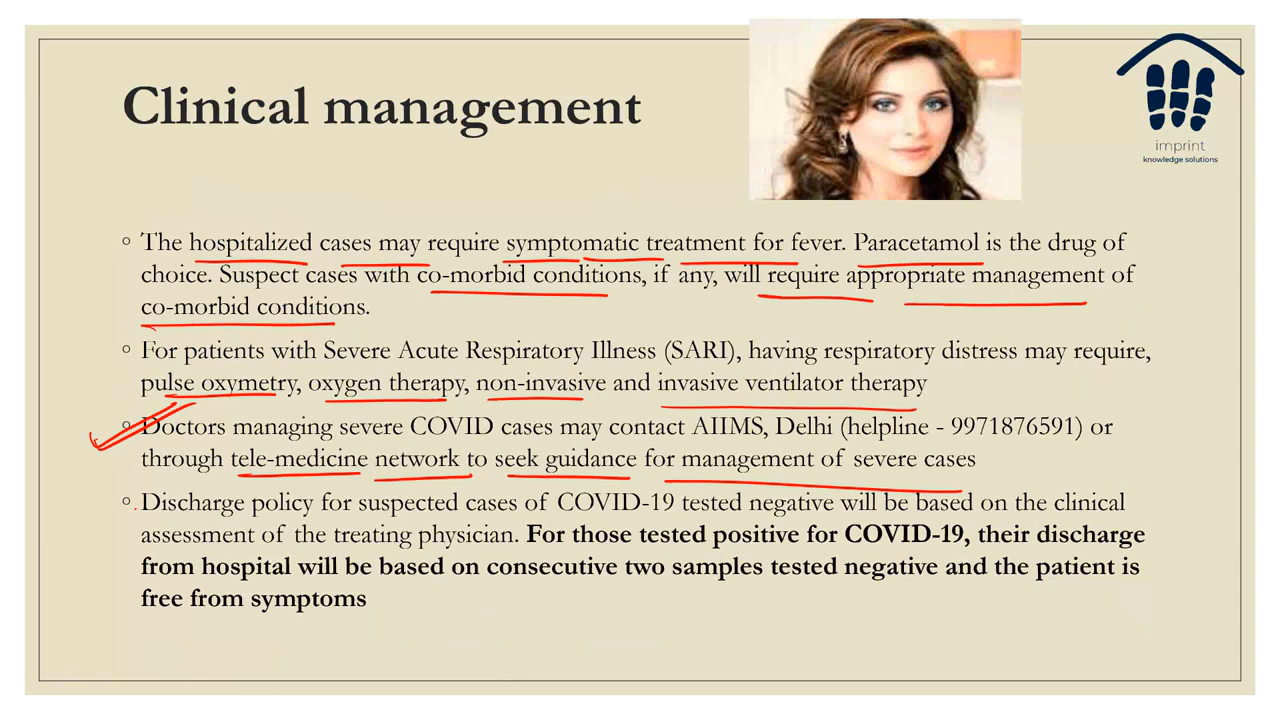 Clinical management
imprint
knowledge solutions
◦ The hospitalized cases may require symptomatic treatment for fever. Paracetamol is the drug of
choice. Suspect cases with co-morbid conditions, if any, will require appropriate management of
co-morbid conditions.
◦ For patients with Severe Acute Respiratory Illness (SARI), having respiratory distress may require,
pulse oxymetry, oxygen therapy, non-invasive and invasive ventilator therapy
◦ Doctors managing severe COVID cases may contact AIIMS, Delhi (helpline - 9971876591) or
through tele-medicine network to seek guidance for management of severe cases
◦ Discharge policy for suspected cases of COVID-19 tested negative will be based on the clinical
assessment of the treating physician. For those tested positive for COVID-19, their discharge
from hospital will be based on consecutive two samples tested negative and the patient is
free from symptoms